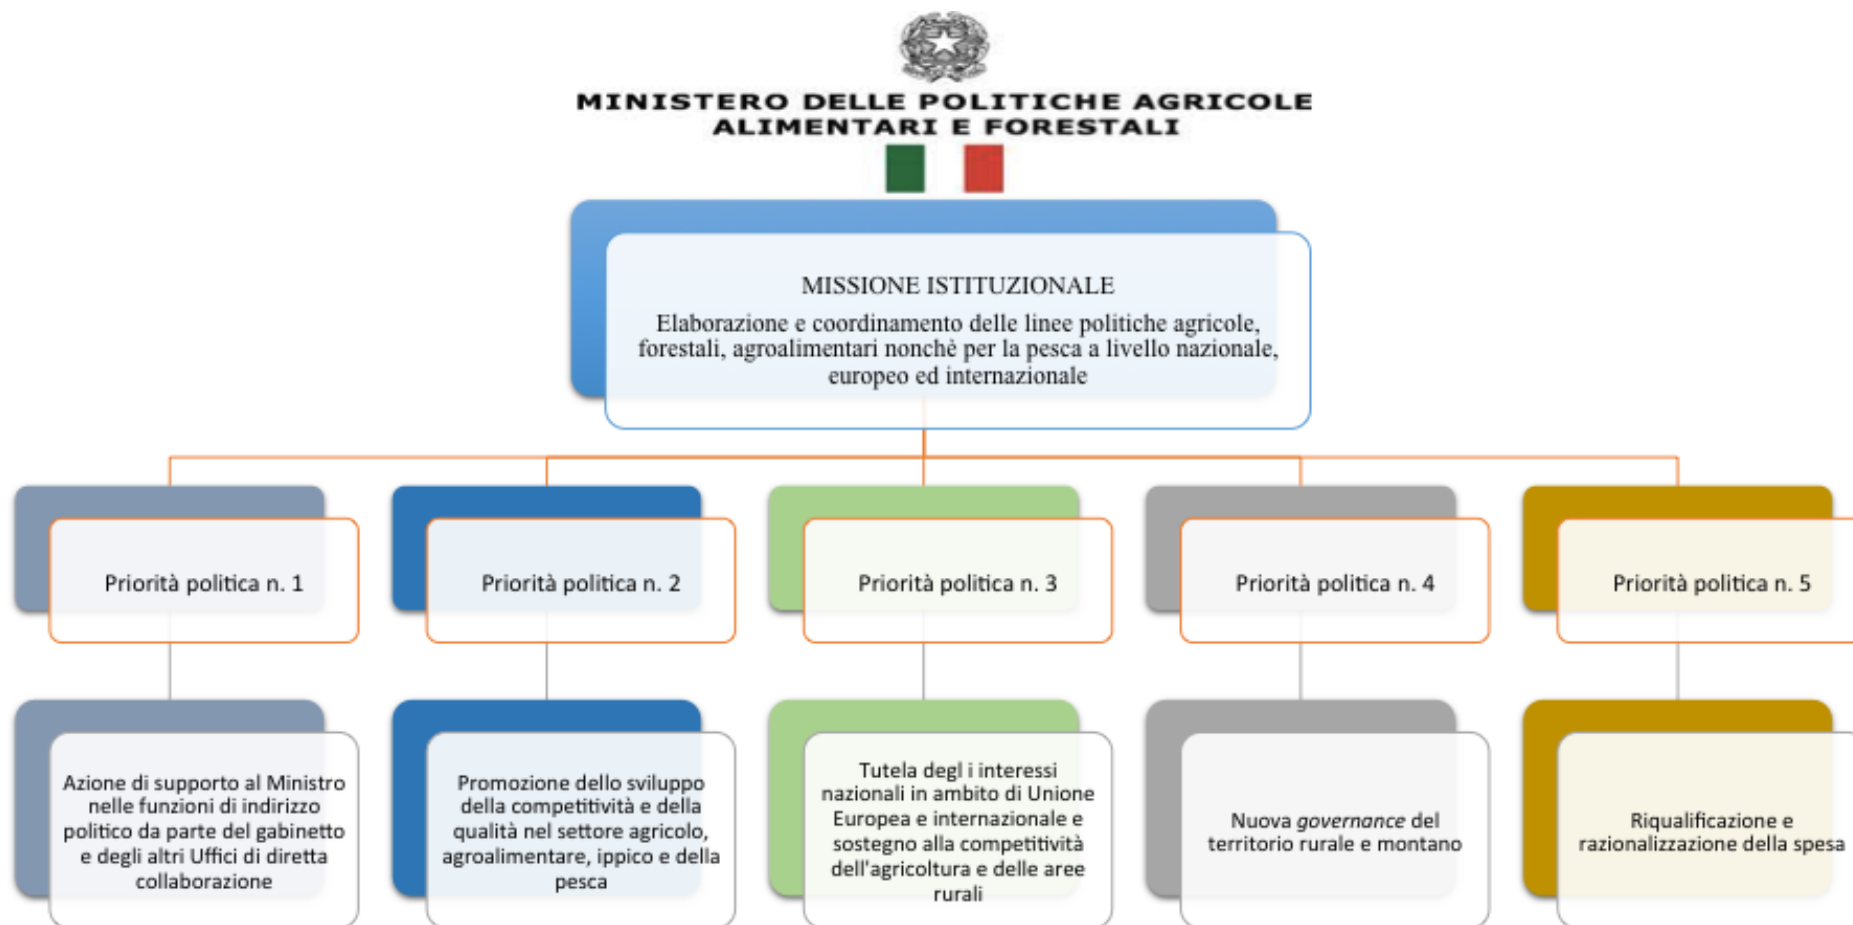 MINISTERO DELLE POLITICHE AGRICOLE
ALIMENTARI E FORESTALI
MISSIONE ISTITUZIONALE
Elaborazione e coordinamento delle linee politiche agricole,
forestali, agroalimentari nonchè per la pesca a livello nazionale,
europeo ed internazionale
Priorità politica n. 1
Priorità politica n. 2
Priorità politica n. 3
Priorità politica n. 4
Priorità politica n. 5
Azione di supporto al Ministro
nelle funzioni di indirizzo
politico da parte del gabinetto
e degli altri Uffici di diretta
collaborazione
Promozione dello sviluppo
della competitività e della
qualità nel settore agricolo,
agroalimentare, ippico e della
pesca
Tutela degl i interessi
nazionali in ambito di Unione
Europea e internazionale e
sostegno alla competitività
dell'agricoltura e delle aree
rurali
Nuova governance del
territorio rurale e montano
Riqualificazione e
razionalizzazione della spesa